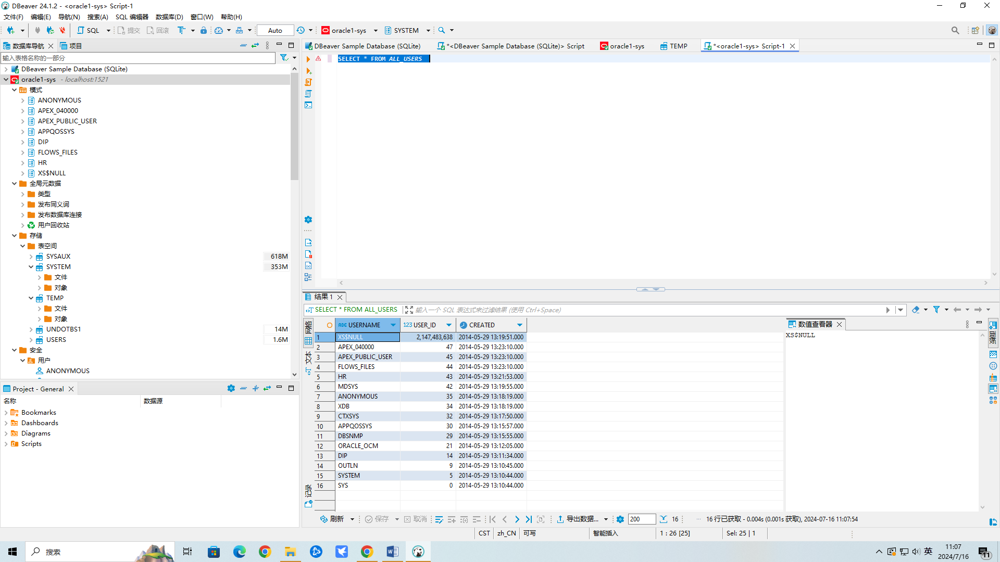 DBeaver 24.1.2 - <oracle1-sys> Script-1
文件(F) 编辑(E) 导航(N) 搜索(A) SQL 编辑器 数据库(D) 窗口(W) 帮助(H)
SQL 提交 回滚 Auto oracle1-sys SYSTEM
数据库导航 项目
输入表格名称的一部分
DBeaver Sample Database (SQLite)
oracle1-sys - localhost:1521
模式
ANONYMOUS
APEX_040000
APEX_PUBLIC_USER
APPQOSSYS
DIP
FLOWS_FILES
HR
XS$NULL
全局元数据
类型
发布同义词
发布数据库连接
用户回收站
存储
表空间
SYSAUX 618M
SYSTEM 353M
文件
对象
TEMP
文件
对象
UNDOTBS1 14M
USERS 1.6M
安全
用户
ANONYMOUS
Project - General
名称 数据源
Bookmarks
Dashboards
Diagrams
Scripts
DBeaver Sample Database (SQLite) *<DBeaver Sample Database (SQLite)> Script oracle1-sys TEMP *<oracle1-sys> Script-1
SELECT * FROM ALL_USERS
结果 1
SELECT * FROM ALL_USERS 输入一个 SQL 表达式来过滤结果 (使用 Ctrl+Space)
网格
文本
记录
ABC USERNAME 123 USER_ID CREATED
1 XS$NULL 2,147,483,638 2014-05-29 13:19:51.000
2 APEX_040000 47 2014-05-29 13:23:10.000
3 APEX_PUBLIC_USER 45 2014-05-29 13:23:10.000
4 FLOWS_FILES 44 2014-05-29 13:23:10.000
5 HR 43 2014-05-29 13:21:53.000
6 MDSYS 42 2014-05-29 13:19:55.000
7 ANONYMOUS 35 2014-05-29 13:18:19.000
8 XDB 34 2014-05-29 13:18:19.000
9 CTXSYS 32 2014-05-29 13:17:50.000
10 APPQOSSYS 30 2014-05-29 13:15:57.000
11 DBSNMP 29 2014-05-29 13:15:55.000
12 ORACLE_OCM 21 2014-05-29 13:12:05.000
13 DIP 14 2014-05-29 13:11:34.000
14 OUTLN 9 2014-05-29 13:10:45.000
15 SYSTEM 5 2014-05-29 13:10:44.000
16 SYS 0 2014-05-29 13:10:44.000
数值查看器
XS$NULL
面板
刷新 保存 取消 导出数据... 200 16 ... 16 行已获取 - 0.004s (0.001s 获取), 2024-07-16 11:07:54
CST zh_CN 可写 智能插入 1 : 26 [25] Sel: 25 | 1
搜索
英
11:07
2024/7/16
11